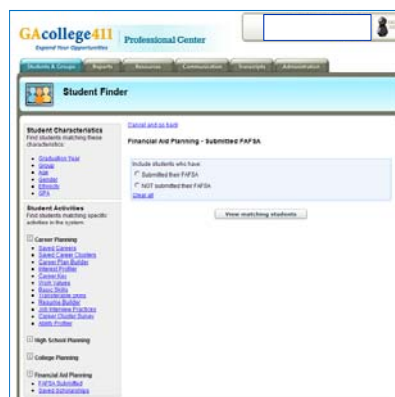 GAcollege411
Expand Your Opportunities
Professional Center
Students & Groups
Reports
Resources
Communication
Transcripts
Administration
Student Finder
Student Characteristics
Find students matching these
characteristics:
Graduation Year
Group
Age
Gender
Ethnicity
GPA
Student Activities
Find students matching specific
activities in the system:
Career Planning
Saved Careers
Saved Career Clusters
Career Plan Builder
Interest Profiler
Career Key
Work Values
Basic Skills
Transferable Skills
Resume Builder
Job Interview Practices
Career Cluster Survey
Ability Profiler
High School Planning
College Planning
Financial Aid Planning
FAFSA Submitted
Saved Scholarships
Cancel and go back
Financial Aid Planning - Submitted FAFSA
Include students who have:
Submitted their FAFSA
NOT submitted their FAFSA
Clear all
View matching students